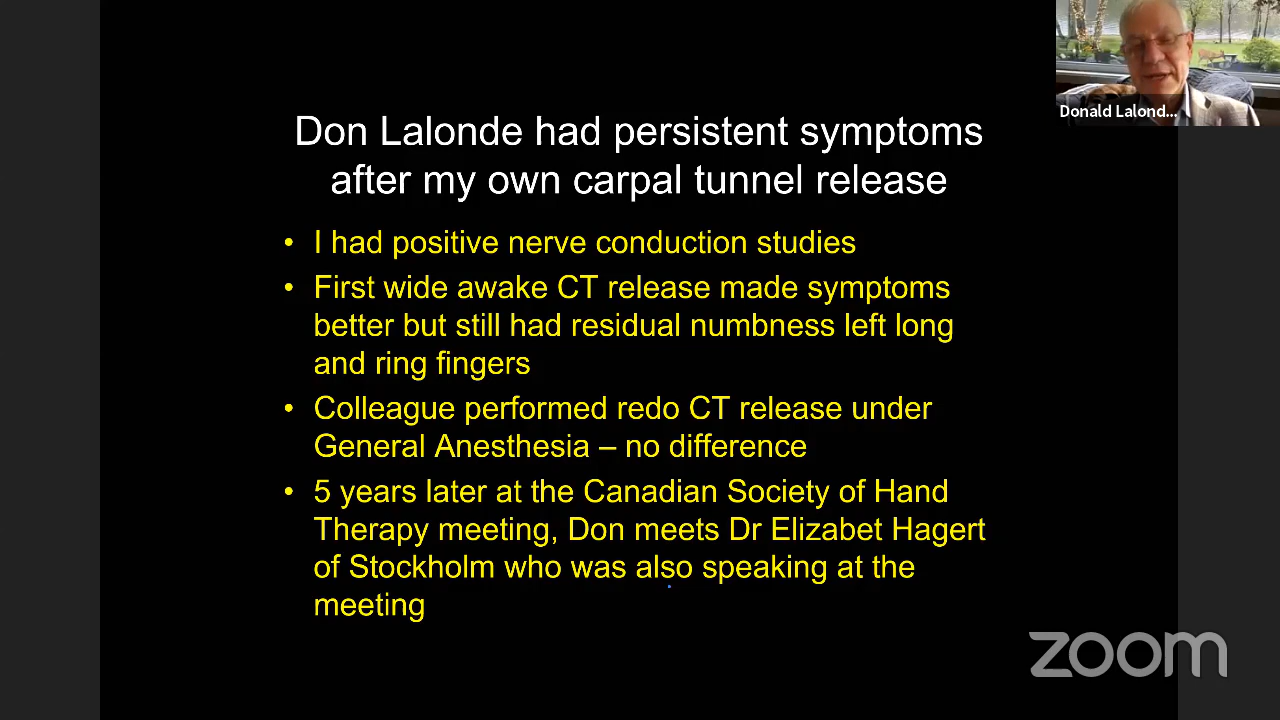 Donald Lalond...
Don Lalonde had persistent symptoms
after my own carpal tunnel release
• I had positive nerve conduction studies
• First wide awake CT release made symptoms
better but still had residual numbness left long
and ring fingers
• Colleague performed redo CT release under
General Anesthesia – no difference
• 5 years later at the Canadian Society of Hand
Therapy meeting, Don meets Dr Elizabet Hagert
of Stockholm who was also speaking at the
meeting
zoom